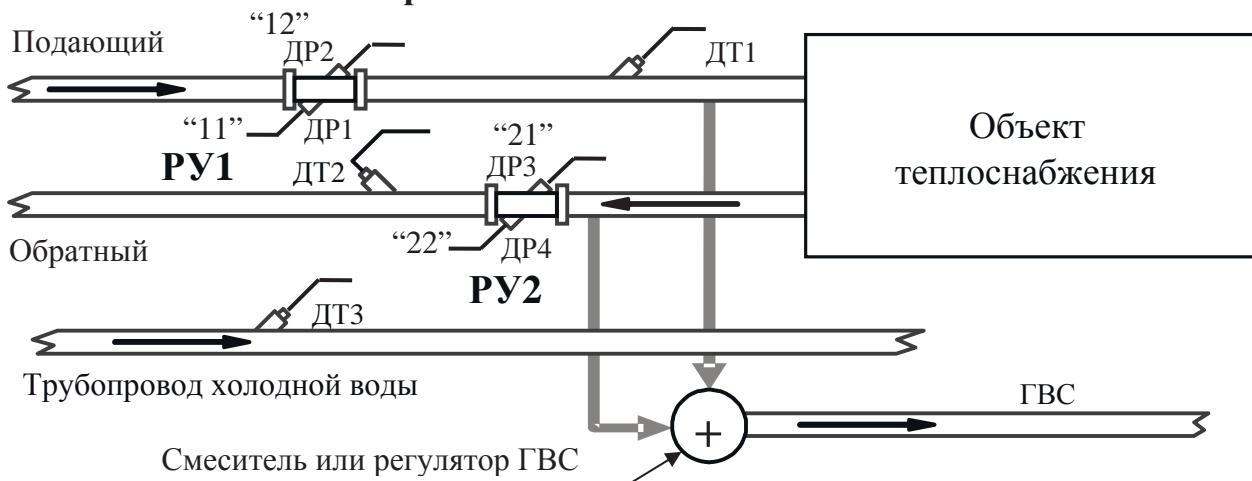 “12”
Подающий
ДР2
ДТ1
“11”
ДР1
РУ1
Объект
теплоснабжения
“21”
ДТ2
ДР3
“22”
ДР4
Обратный
РУ2
ДТ3
Трубопровод холодной воды
ГВС
+
Смеситель или регулятор ГВС